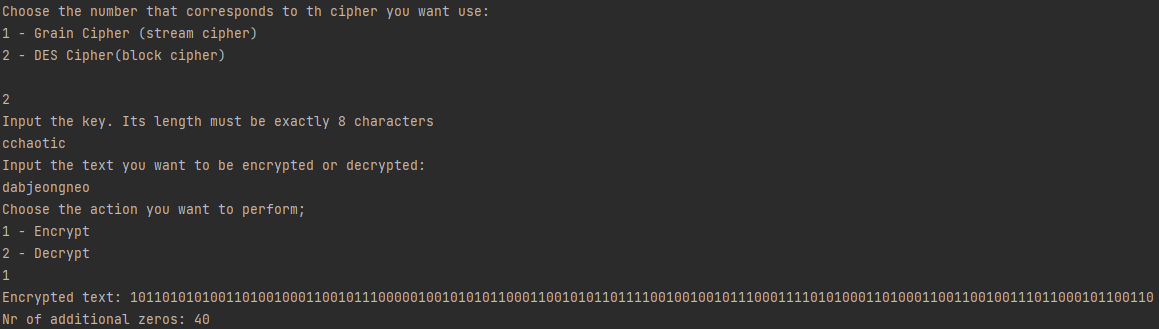 Choose the number that corresponds to th cipher you want use:
1 - Grain Cipher (stream cipher)
2 - DES Cipher(block cipher)
2
Input the key. Its length must be exactly 8 characters
cchaotic
Input the text you want to be encrypted or decrypted:
dabjeongneo
Choose the action you want to perform;
1 - Encrypt
2 - Decrypt
1
Encrypted text: 10110101010011010010001100101110000010010101011000110010101101111001001001011100011110101000110100011001100100111011000101100110
Nr of additional zeros: 40